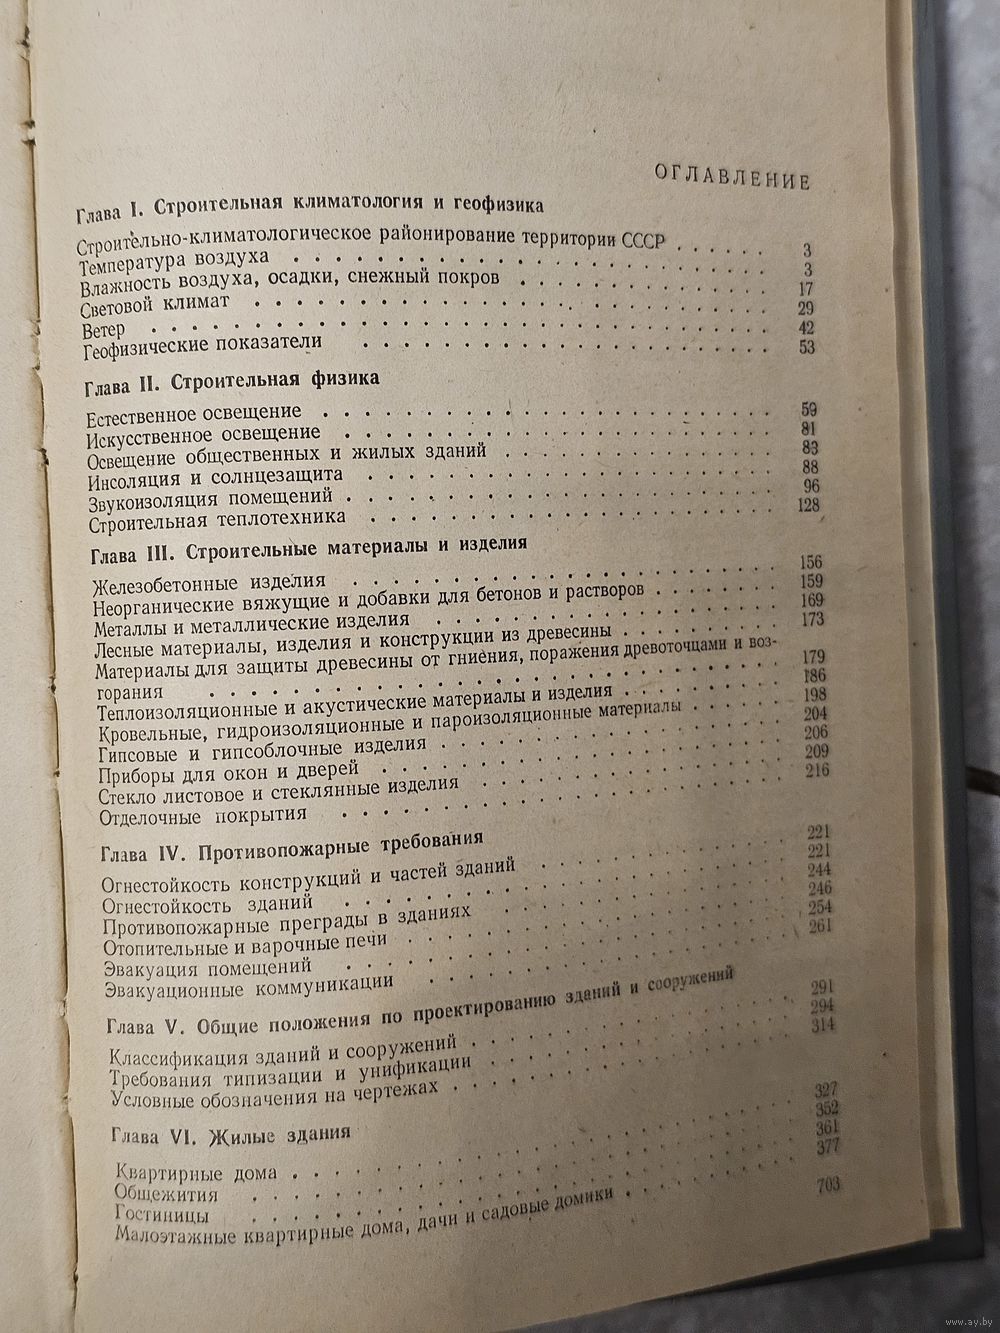 ОГЛАВЛЕНИЕ
Глава I. Строительная климатология и геофизика
Строительно-климатологическое районирование территории СССР . . . . . . 3
Температура воздуха . . . . . . 3
Влажность воздуха, осадки, снежный покров . . . . . . 17
Световой климат . . . . . . 29
Ветер . . . . . . 42
Геофизические показатели . . . . . . 53
Глава II. Строительная физика
Естественное освещение . . . . . . 59
Искусственное освещение . . . . . . 81
Освещение общественных и жилых зданий . . . . . . 83
Инсоляция и солнцезащита . . . . . . 88
Звукоизоляция помещений . . . . . . 96
Строительная теплотехника . . . . . . 128
Глава III. Строительные материалы и изделия
Железобетонные изделия . . . . . . 156
Неорганические вяжущие и добавки для бетонов и растворов . . . . . . 159
Металлы и металлические изделия . . . . . . 169
Лесные материалы, изделия и конструкции из древесины . . . . . . 173
Материалы для защиты древесины от гниения, поражения древоточцами и воз-
горания . . . . . . 179
Теплоизоляционные и акустические материалы и изделия . . . . . . 186
Кровельные, гидроизоляционные и пароизоляционные материалы . . . . . . 198
Гипсовые и гипсоблочные изделия . . . . . . 204
Приборы для окон и дверей . . . . . . 206
Стекло листовое и стеклянные изделия . . . . . . 209
Отделочные покрытия . . . . . . 216
Глава IV. Противопожарные требования
Огнестойкость конструкций и частей зданий . . . . . . 221
Огнестойкость зданий . . . . . . 221
Противопожарные преграды в зданиях . . . . . . 244
Отопительные и варочные печи . . . . . . 246
Эвакуация помещений . . . . . . 254
Эвакуационные коммуникации . . . . . . 261
Глава V. Общие положения по проектированию зданий и сооружений
Классификация зданий и сооружений . . . . . . 291
Требования типизации и унификации . . . . . . 294
Условные обозначения на чертежах . . . . . . 314
Глава VI. Жилые здания
Квартирные дома . . . . . . 327
Общежития . . . . . . 352
Гостиницы . . . . . . 361
Малоэтажные квартирные дома, дачи и садовые домики . . . . . . 377
703
www.ay.by